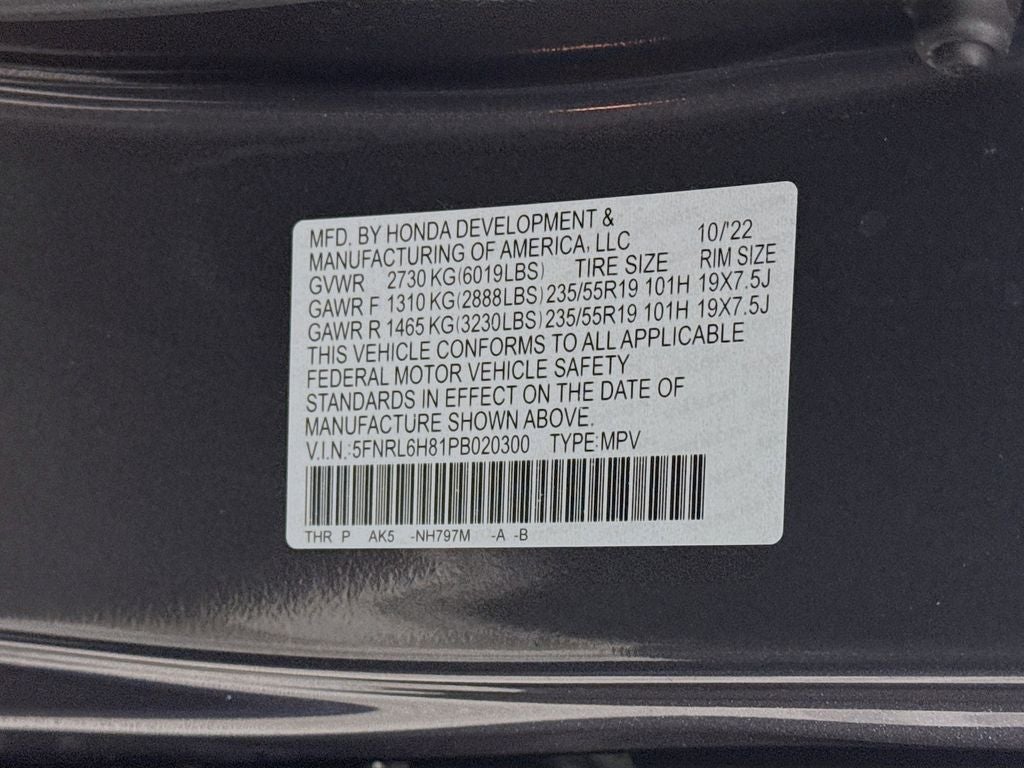 MFD. BY HONDA DEVELOPMENT &
MANUFACTURING OF AMERICA, LLC 10/'22
GVWR 2730 KG(6019LBS) TIRE SIZE RIM SIZE
GAWR F 1310 KG(2888LBS) 235/55R19 101H 19X7.5J
GAWR R 1465 KG(3230LBS) 235/55R19 101H 19X7.5J
THIS VEHICLE CONFORMS TO ALL APPLICABLE
FEDERAL MOTOR VEHICLE SAFETY
STANDARDS IN EFFECT ON THE DATE OF
MANUFACTURE SHOWN ABOVE.
V.I.N.:5FNRL6H81PB020300 TYPE:MPV
THR P AK5 -NH797M -A -B